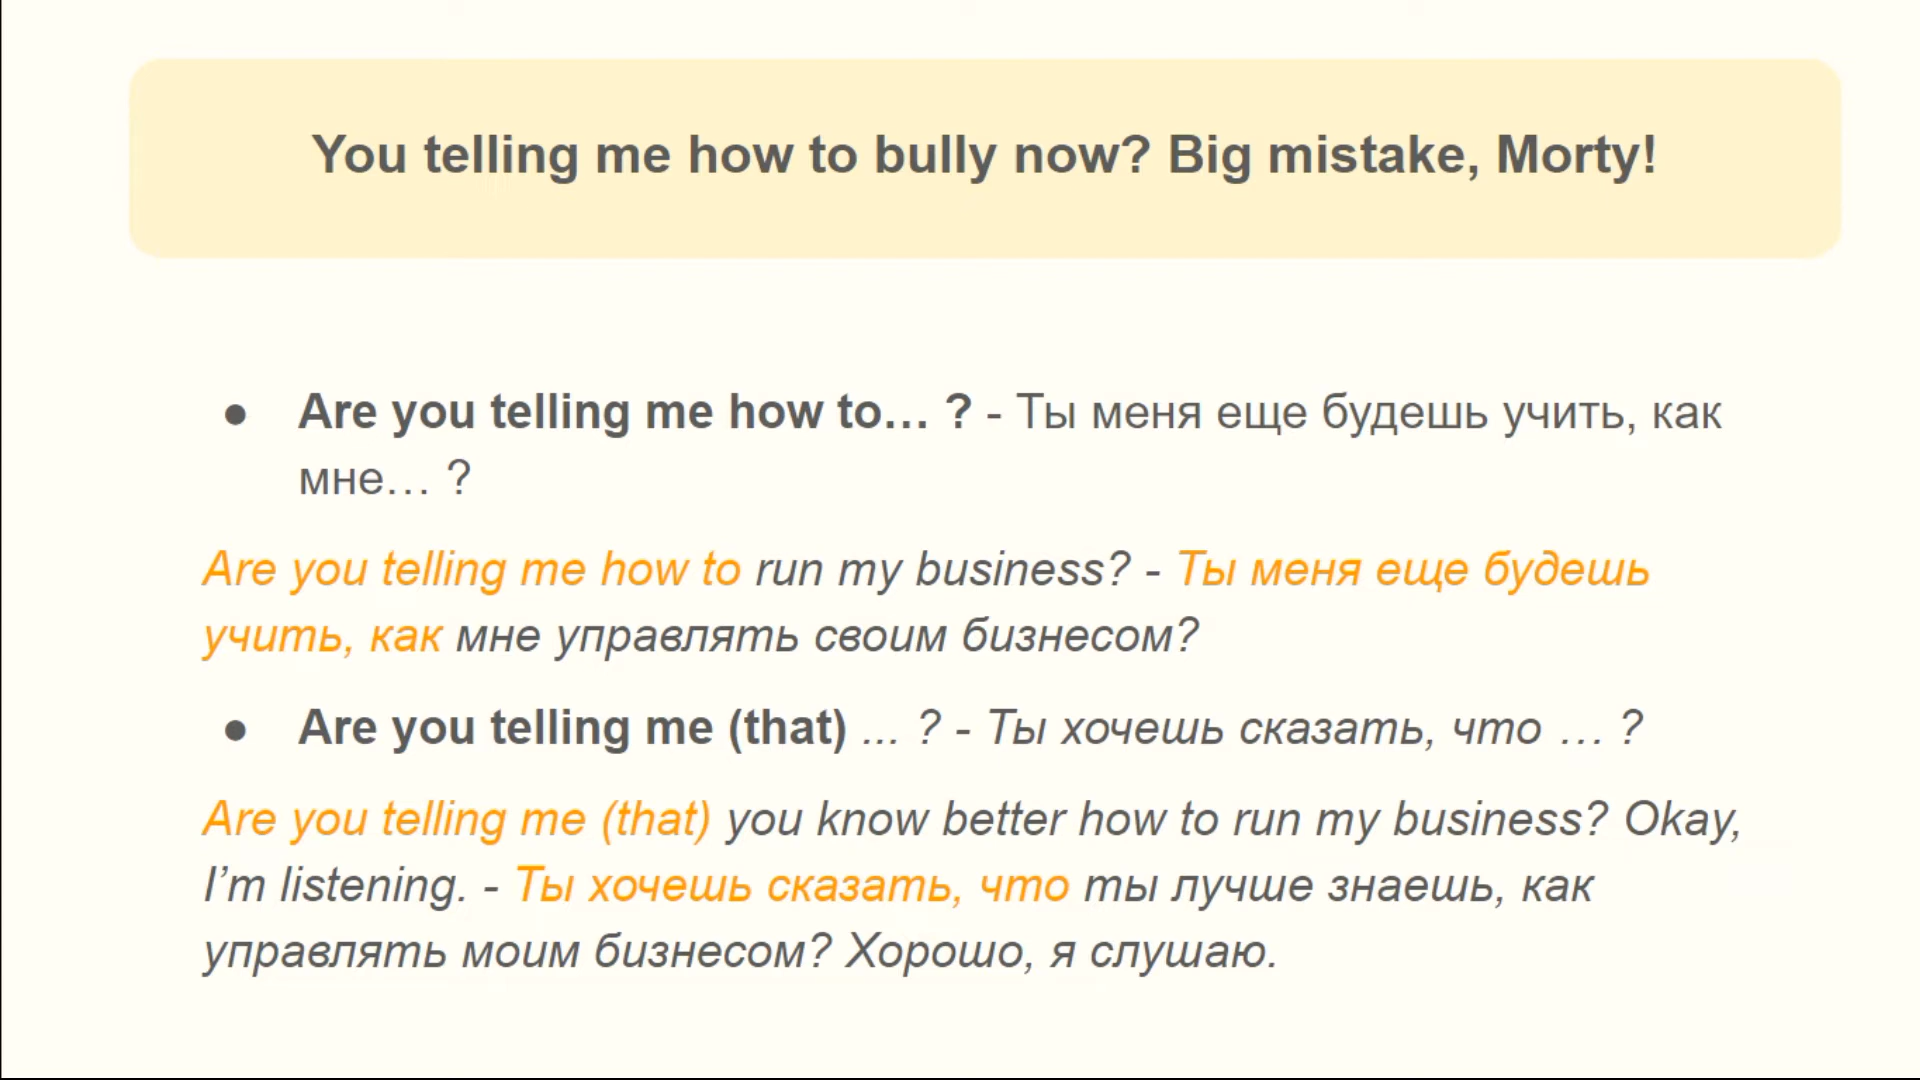 You telling me how to bully now? Big mistake, Morty!
● Are you telling me how to… ? - Ты меня еще будешь учить, как
мне… ?
Are you telling me how to run my business? - Ты меня еще будешь
учить, как мне управлять своим бизнесом?
● Are you telling me (that) ... ? - Ты хочешь сказать, что … ?
Are you telling me (that) you know better how to run my business? Okay,
I’m listening. - Ты хочешь сказать, что ты лучше знаешь, как
управлять моим бизнесом? Хорошо, я слушаю.